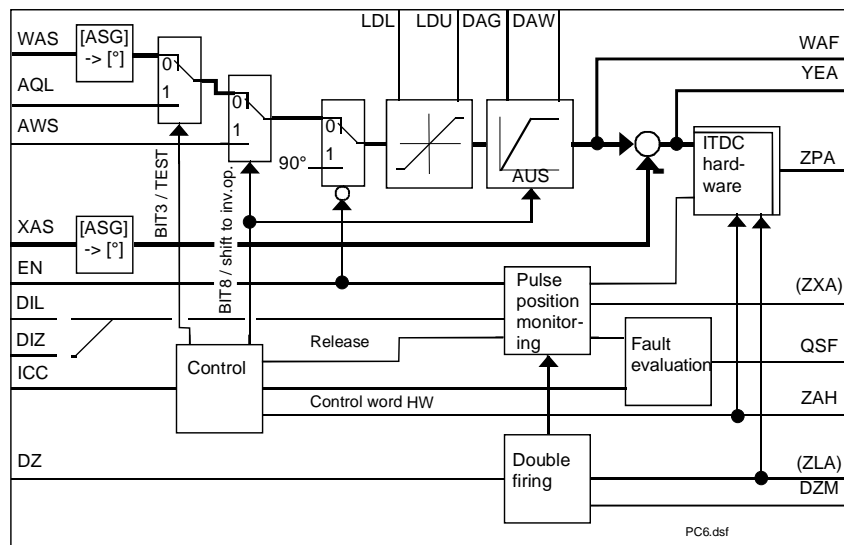 LDL LDU DAG DAW
WAS
[ASG]
-> [°]
WAF
YEA
0
AQL
1
0
AWS
1
0
1
90°
AUS
ITDC
hard-
ware
ZPA
BIT3 / TEST
BIT8 / shift to inv.op.
XAS
[ASG]
-> [°]
EN
Pulse
position
monitor-
ing
(ZXA)
DIL
DIZ
Release
Control
Fault
evaluation
QSF
ICC
Control word HW
ZAH
DZ
Double
firing
(ZLA)
DZM
PC6.dsf